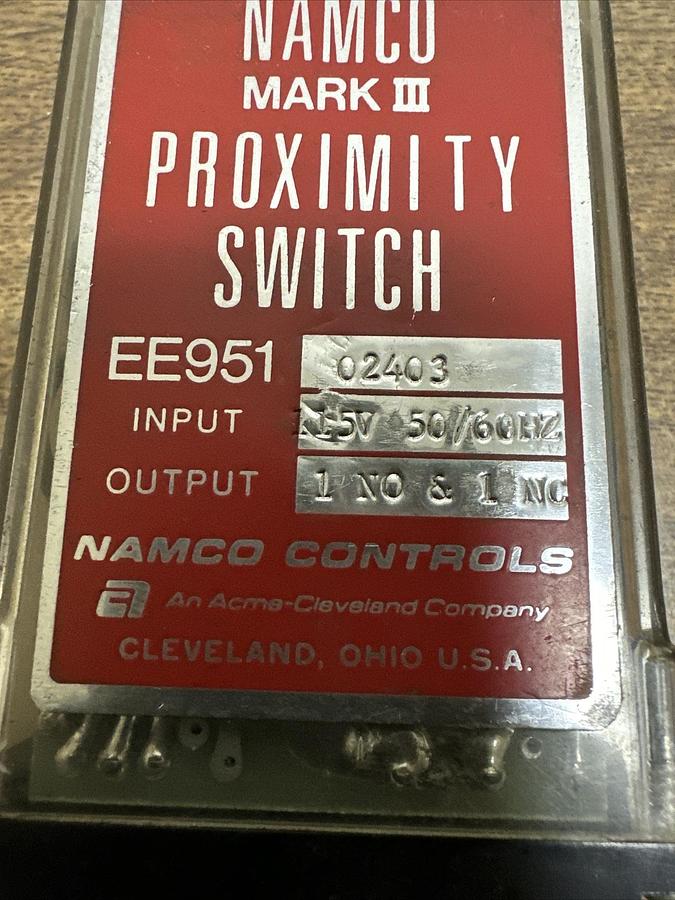 NAMCO
MARK III
PROXIMITY
SWITCH
EE951 02403
INPUT 115V 50/60HZ
OUTPUT 1 NO & 1 NC
NAMCO CONTROLS
An Acme-Cleveland Company
CLEVELAND, OHIO U.S.A.